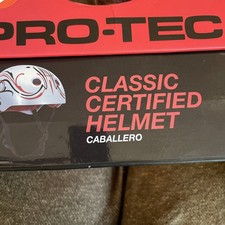 PRO-TEC
CLASSIC
CERTIFIED
HELMET
CABALLERO